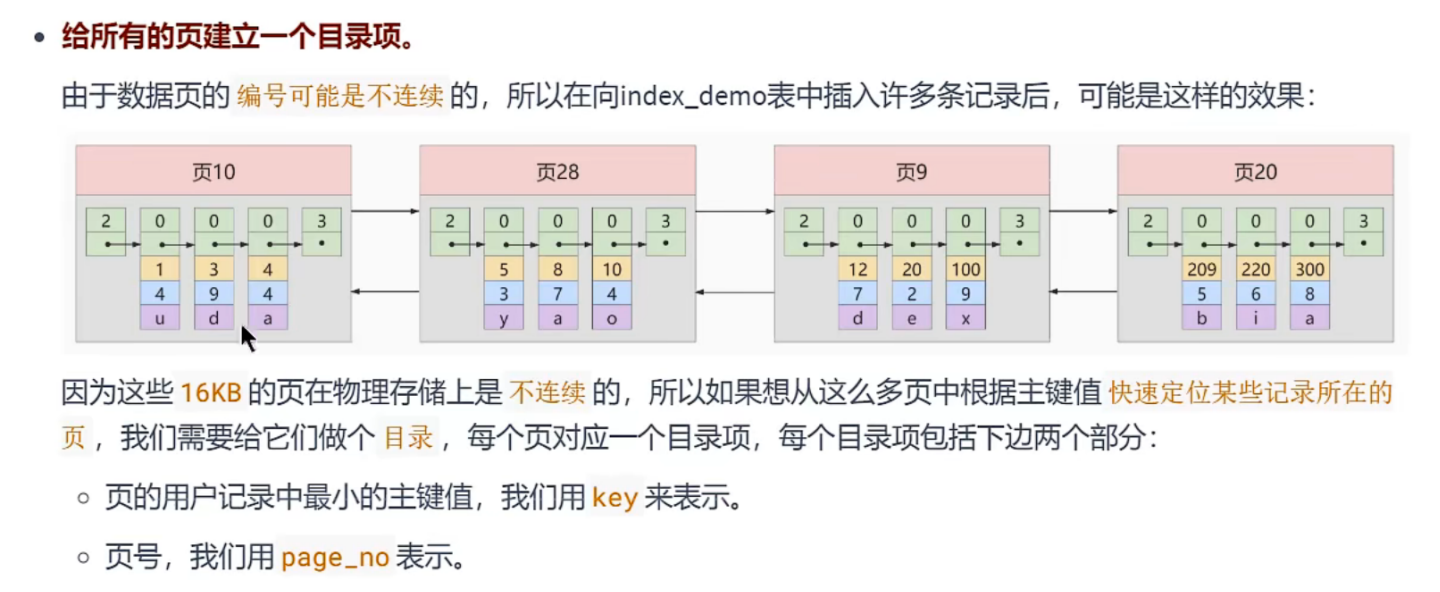 给所有的页建立一个目录项。
由于数据页的 编号可能是不连续 的，所以在向index_demo表中插入许多条记录后，可能是这样的效果：
页10 页28 页9 页20
2 0 0 0 3 2 0 0 0 3 2 0 0 0 3 2 0 0 0 3
1 3 4 5 8 10 12 20 100 209 220 300
4 9 4 3 7 4 7 2 9 5 6 8
u d a y a o d e x b i a
因为这些 16KB 的页在物理存储上是 不连续 的，所以如果想从这么多页中根据主键值 快速定位某些记录所在的
页 ，我们需要给它们做个 目录 ，每个页对应一个目录项，每个目录项包括下边两个部分：
页的用户记录中最小的主键值，我们用 key 来表示。
页号，我们用 page_no 表示。